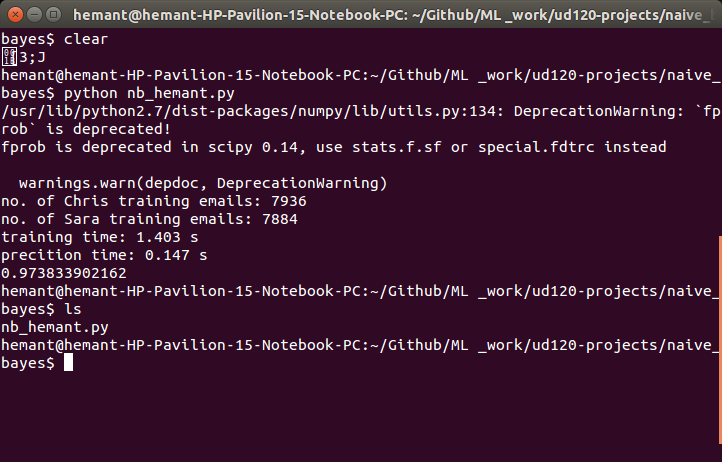 hemant@hemant-HP-Pavilion-15-Notebook-PC: ~/Github/ML _work/ud120-projects/naive_
bayes$ clear
3;J
hemant@hemant-HP-Pavilion-15-Notebook-PC:~/Github/ML _work/ud120-projects/naive_
bayes$ python nb_hemant.py
/usr/lib/python2.7/dist-packages/numpy/lib/utils.py:134: DeprecationWarning: `fp
rob` is deprecated!
fprob is deprecated in scipy 0.14, use stats.f.sf or special.fdtrc instead
warnings.warn(depdoc, DeprecationWarning)
no. of Chris training emails: 7936
no. of Sara training emails: 7884
training time: 1.403 s
precition time: 0.147 s
0.973833902162
hemant@hemant-HP-Pavilion-15-Notebook-PC:~/Github/ML _work/ud120-projects/naive_
bayes$ ls
nb_hemant.py
hemant@hemant-HP-Pavilion-15-Notebook-PC:~/Github/ML _work/ud120-projects/naive_
bayes$